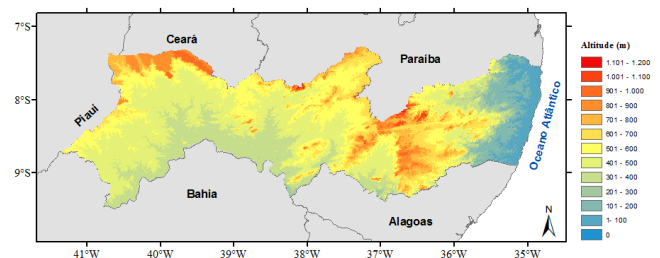 7°S
8°S
9°S
Ceará
Paraíba
Piauí
Bahia
Alagoas
Oceano Atlântico
N
41°W
40°W
39°W
38°W
37°W
36°W
35°W
Altitude (m)
1.101 - 1.200
1.001 - 1.100
901 - 1.000
801 - 900
701 - 800
601 - 700
501 - 600
401 - 500
301 - 400
201 - 300
101 - 200
1- 100
0